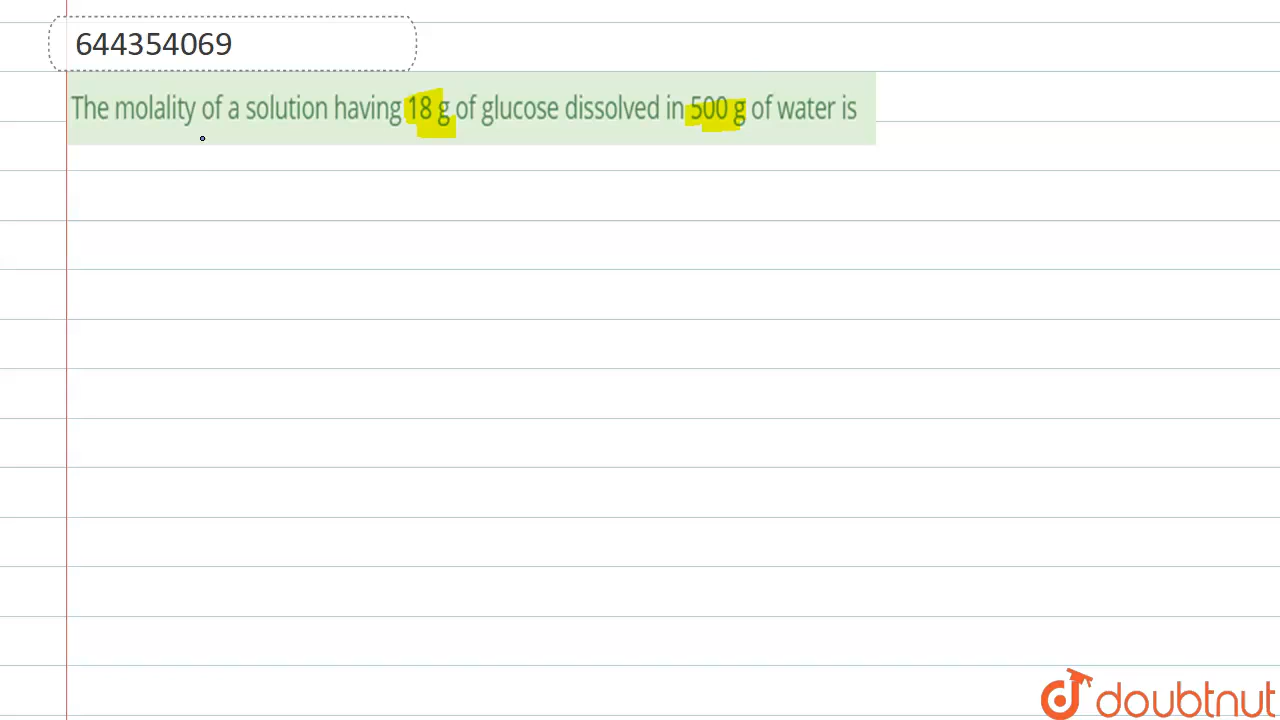 644354069
The molality of a solution having 18 g of glucose dissolved in 500 g of water is
doubtnut